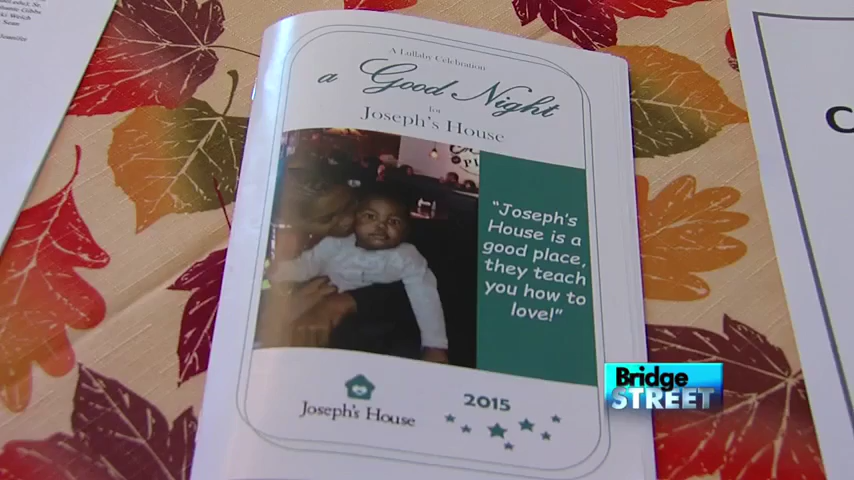 A Lullaby Celebration
a Good Night
for
Joseph's House
"Joseph's
House is a
good place,
they teach
you how to
love!"
Joseph's House
2015
Bridge
STREET
C